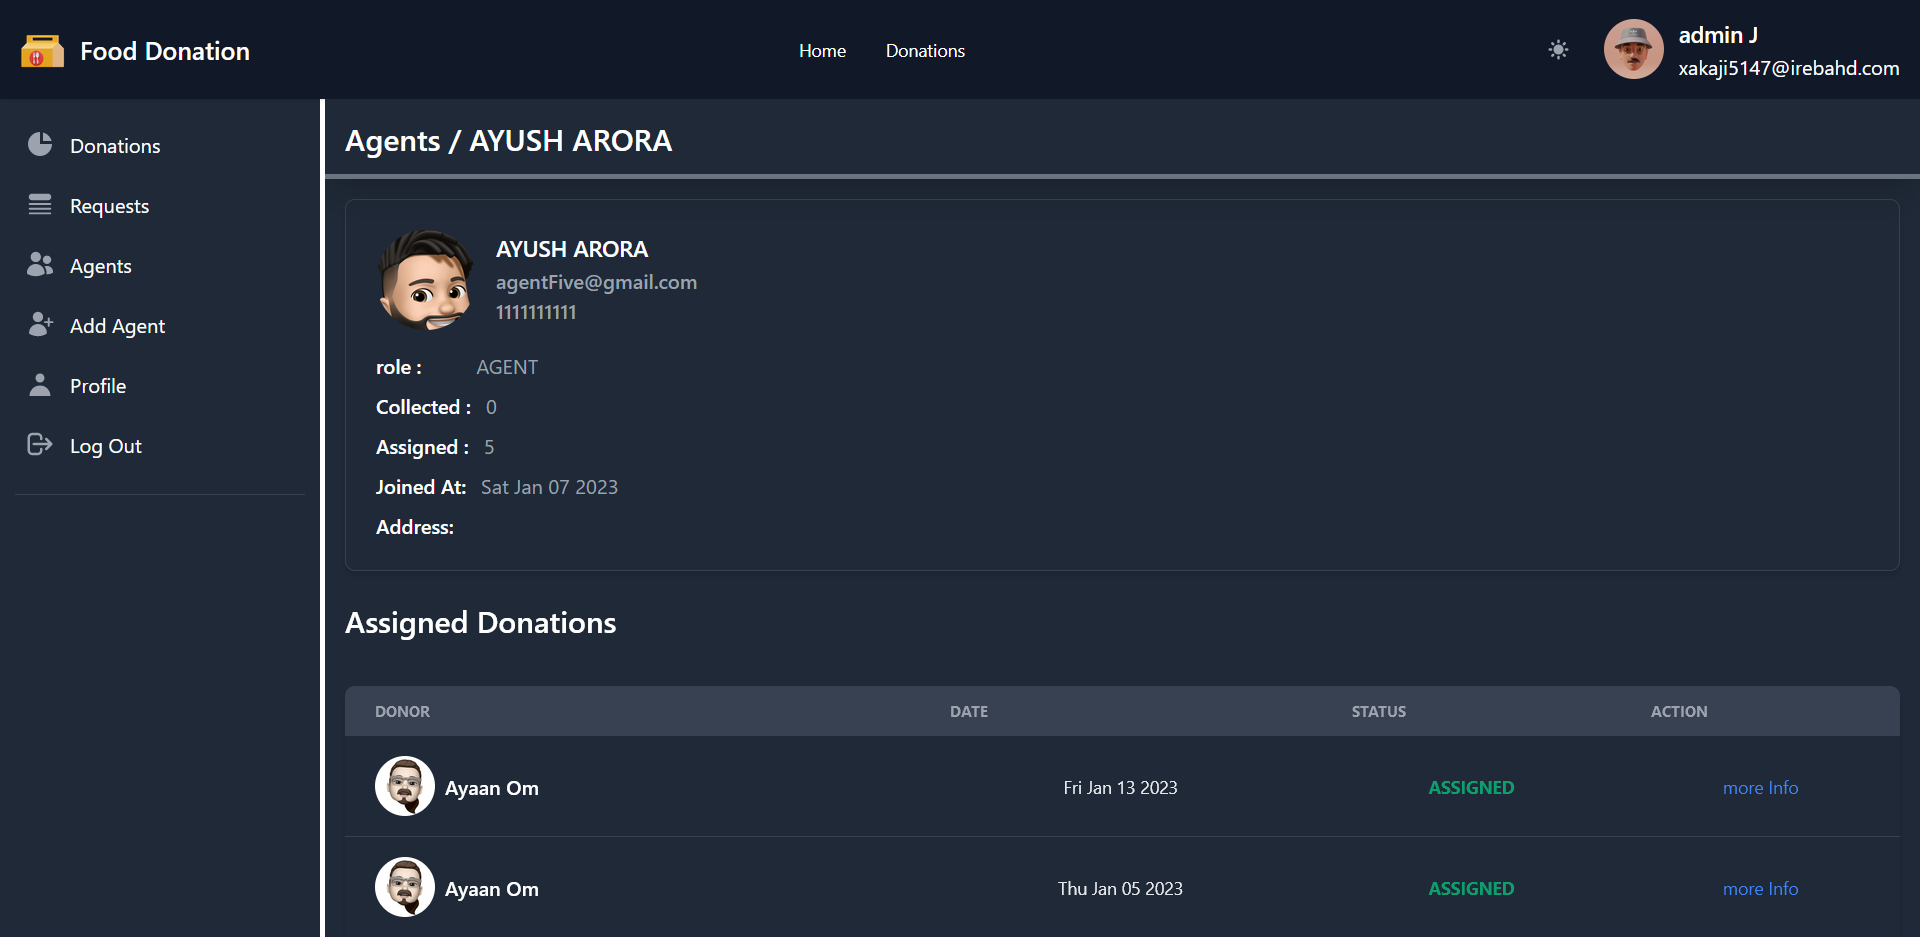 Food Donation
Home
Donations
admin J
xakaji5147@irebahd.com
Donations
Requests
Agents
Add Agent
Profile
Log Out
Agents / AYUSH ARORA
AYUSH ARORA
agentFive@gmail.com
1111111111
role : AGENT
Collected : 0
Assigned : 5
Joined At: Sat Jan 07 2023
Address:
Assigned Donations
DONOR DATE STATUS ACTION
Ayaan Om Fri Jan 13 2023 ASSIGNED more Info
Ayaan Om Thu Jan 05 2023 ASSIGNED more Info